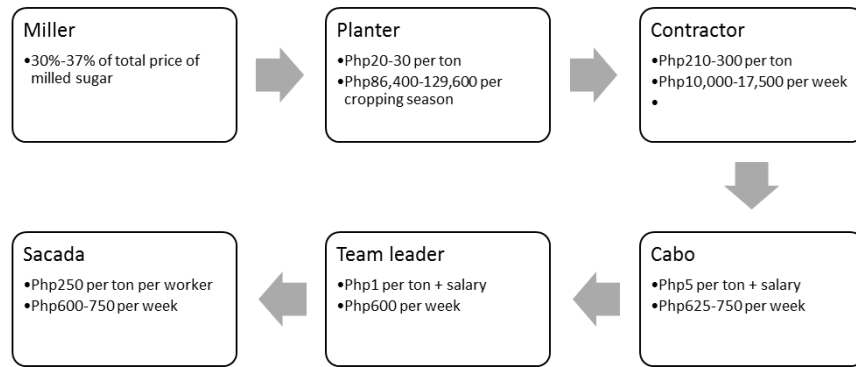 Miller
•30%-37% of total price of
milled sugar
Planter
•Php20-30 per ton
•Php86,400-129,600 per
cropping season
Contractor
•Php210-300 per ton
•Php10,000-17,500 per week
•
Sacada
•Php250 per ton per worker
•Php600-750 per week
Team leader
•Php1 per ton + salary
•Php600 per week
Cabo
•Php5 per ton + salary
•Php625-750 per week